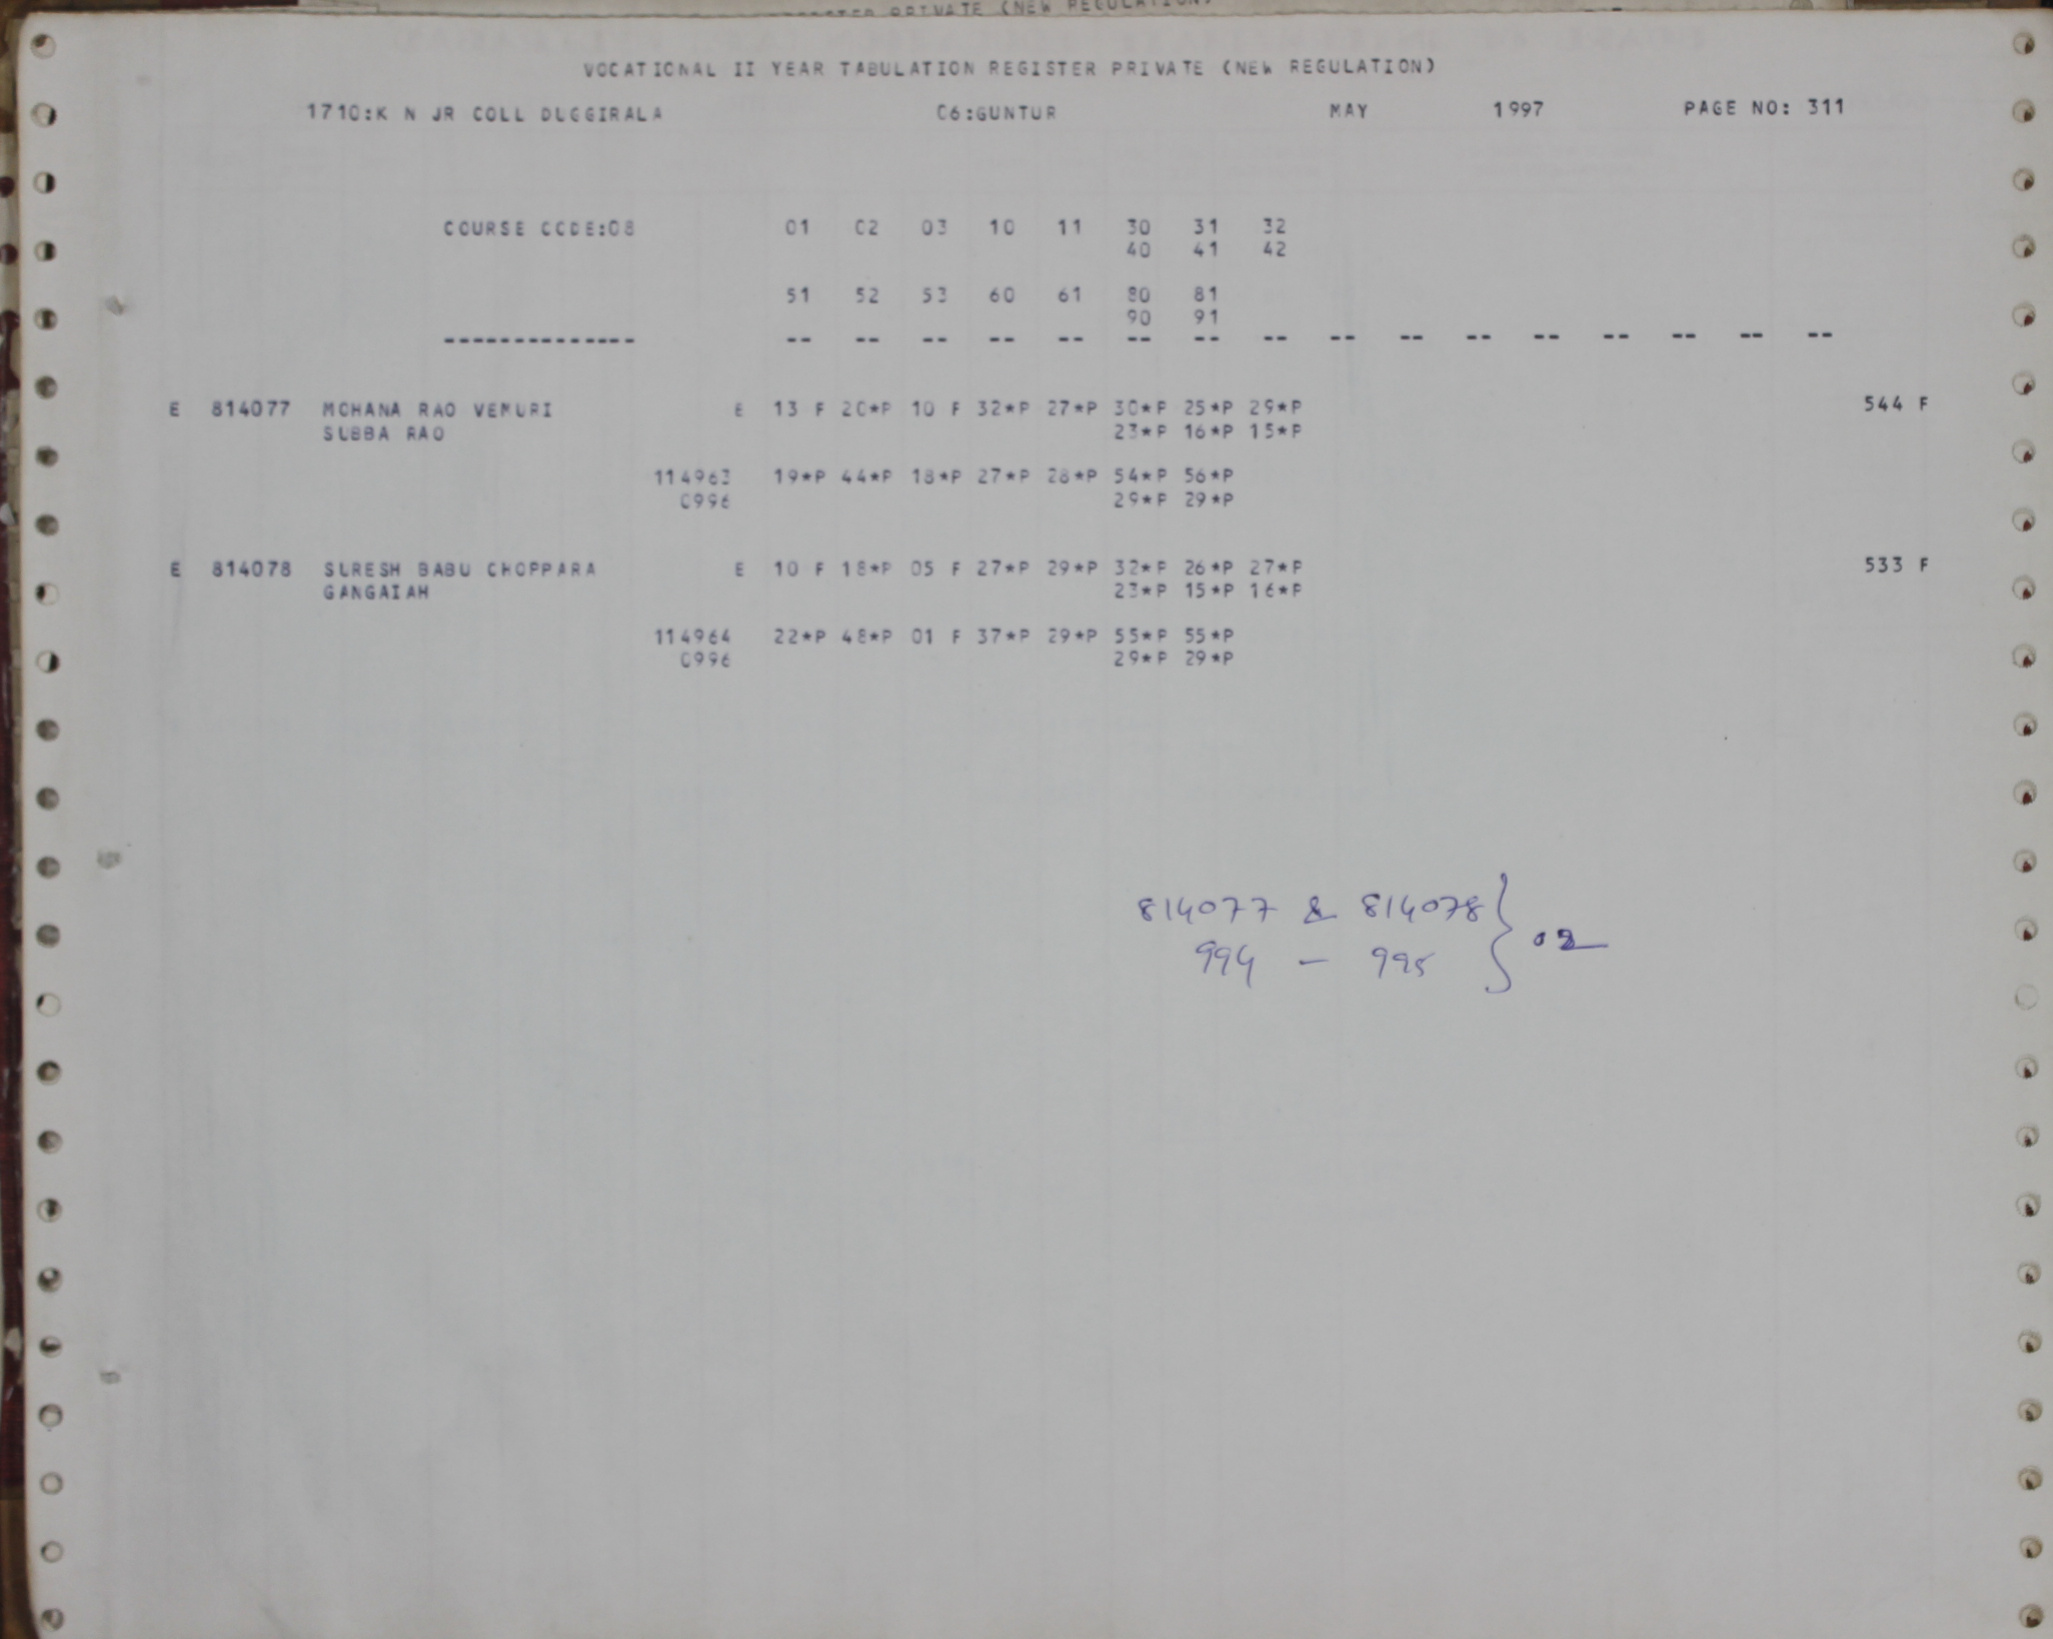 VOCATIONAL II YEAR TABULATION REGISTER PRIVATE (NEW REGULATION)
1710:K N JR COLL DUGGIRALA C6:GUNTUR MAY 1997 PAGE NO: 311
COURSE CODE:08 01 02 03 10 11 30 31 32
40 41 42
51 52 53 60 61 80 81
90 91
-------------- -- -- -- -- -- -- -- -- -- -- -- -- -- -- -- --
E 814077 MOHANA RAO VEMURI E 13 F 20*P 10 F 32*P 27*P 30*P 25*P 29*P 544 F
SUBBA RAO 23*P 16*P 15*P
114963 19*P 44*P 18*P 27*P 28*P 54*P 56*P
0996 29*P 29*P
E 814078 SURESH BABU CHOPPARA E 10 F 18*P 05 F 27*P 29*P 32*P 26*P 27*P 533 F
GANGAIAH 23*P 15*P 16*P
114964 22*P 48*P 01 F 37*P 29*P 55*P 55*P
0996 29*P 29*P
814077 & 814078
994 - 995 } 02